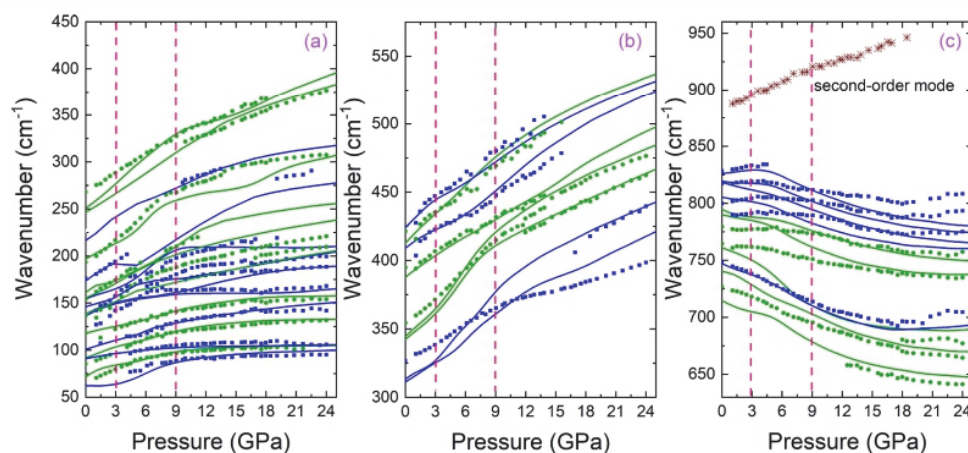 (a)
Wavenumber (cm⁻¹)
450
400
350
300
250
200
150
100
50
0 3 6 9 12 15 18 21 24
Pressure (GPa)
(b)
Wavenumber (cm⁻¹)
550
500
450
400
350
300
0 3 6 9 12 15 18 21 24
Pressure (GPa)
(c)
second-order mode
Wavenumber (cm⁻¹)
950
900
850
800
750
700
650
0 3 6 9 12 15 18 21 24
Pressure (GPa)